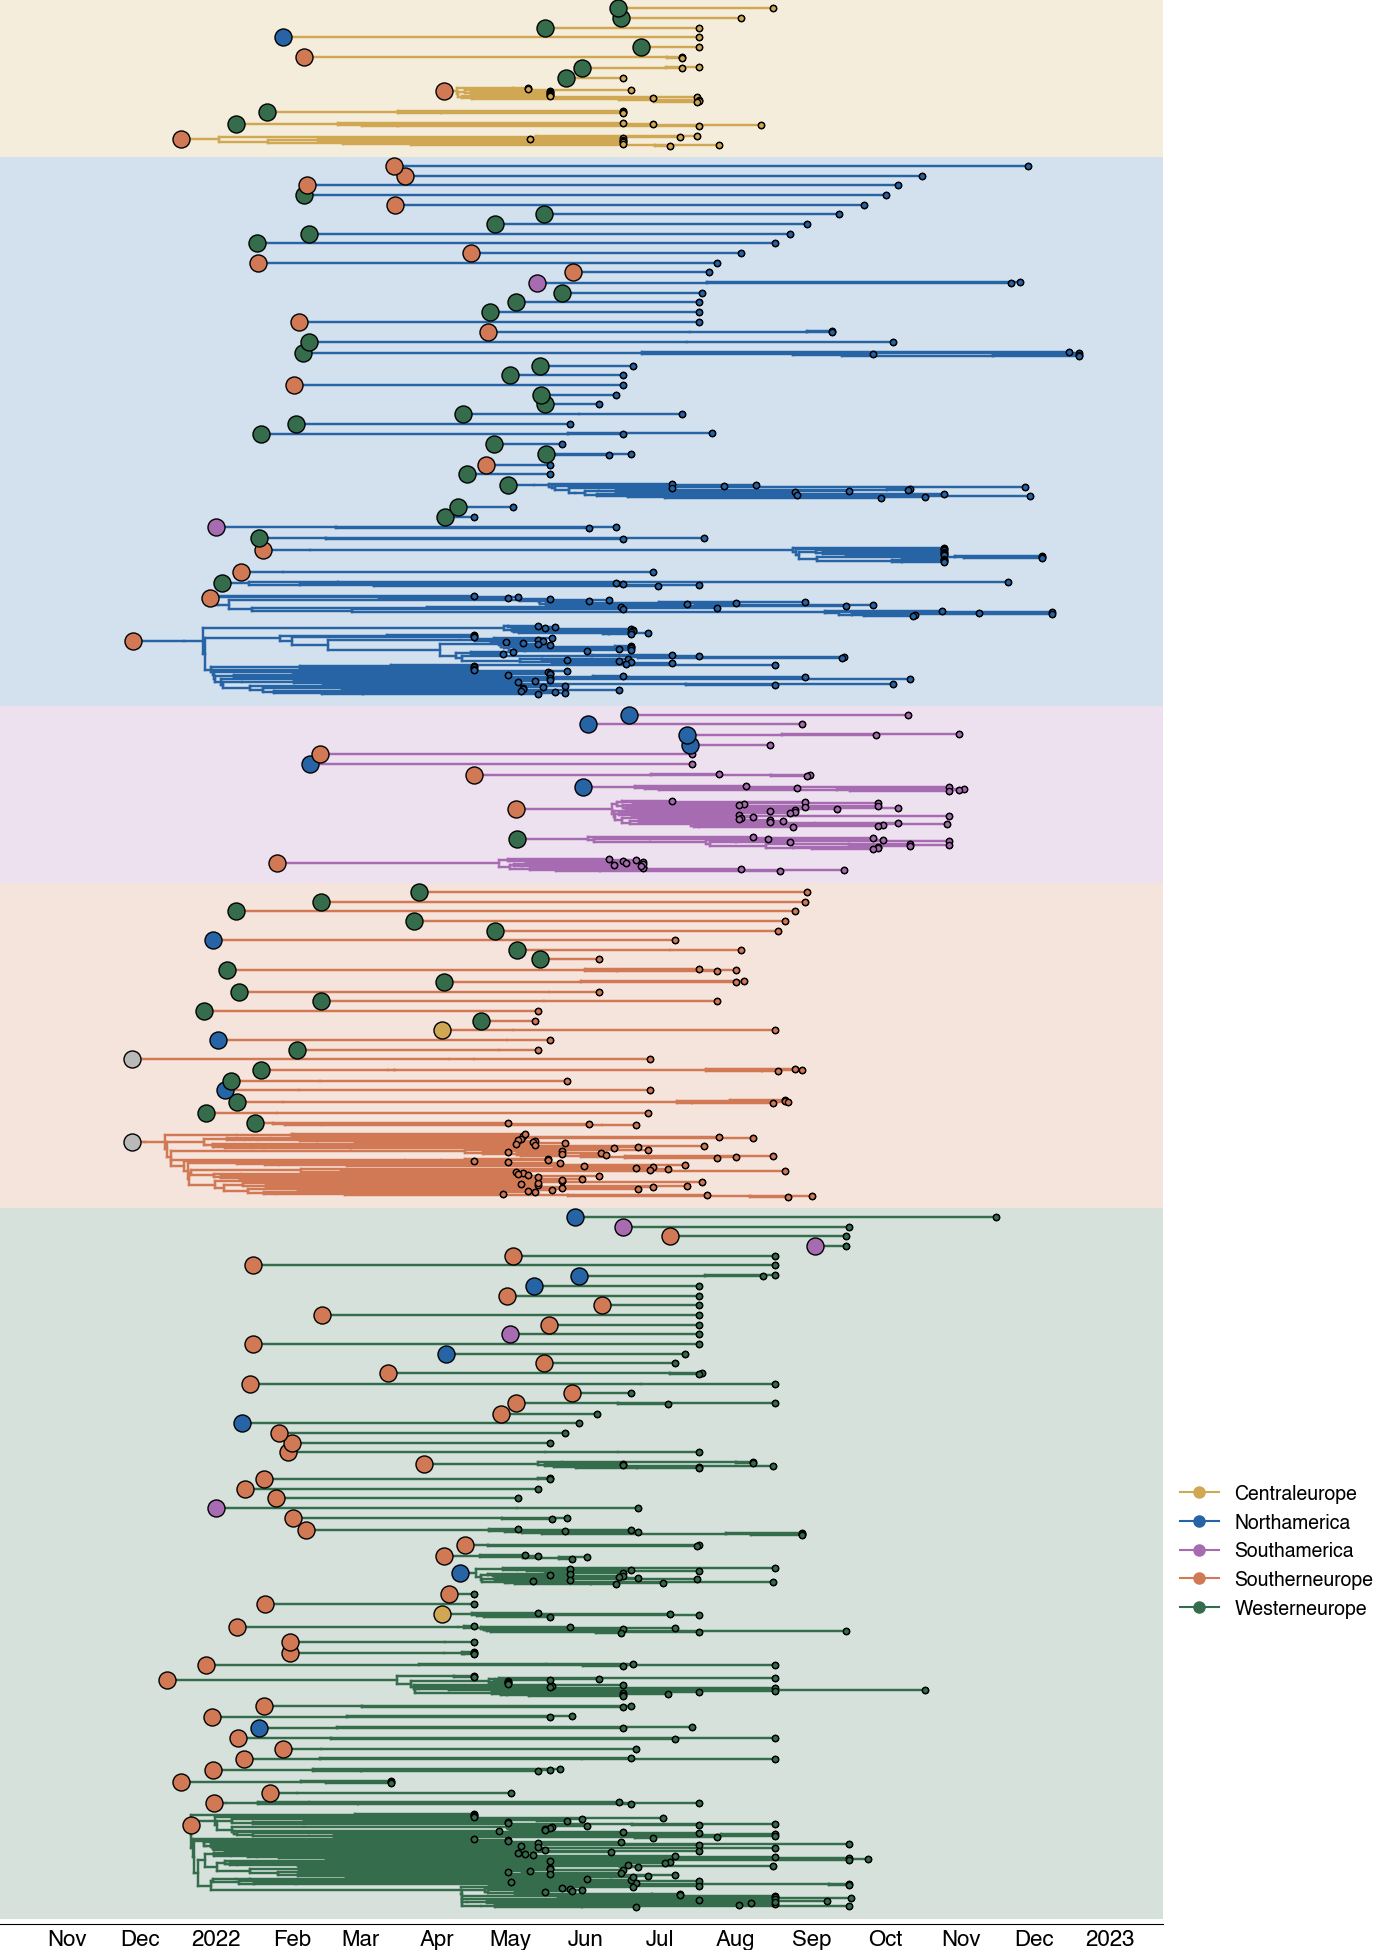 Centraleurope
Northamerica
Southamerica
Southerneurope
Westerneurope
Nov Dec 2022 Feb Mar Apr May Jun Jul Aug Sep Oct Nov Dec 2023